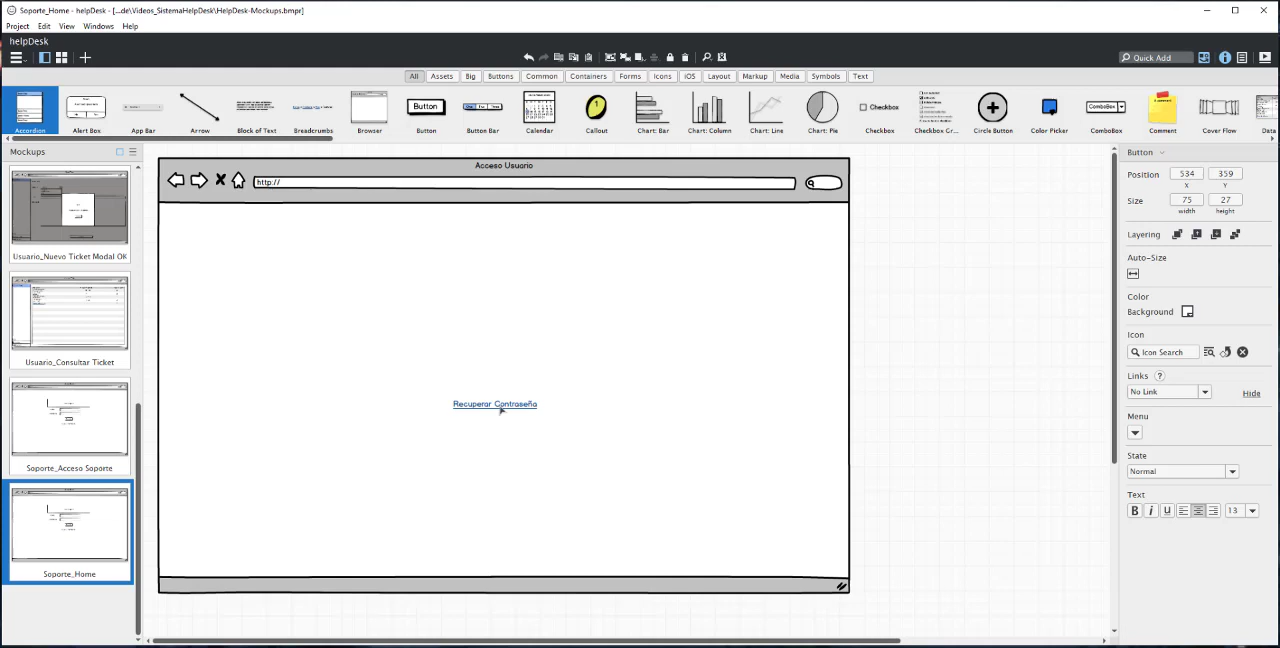 Soporte_Home - helpDesk - [...de\Videos_SistemaHelpDesk\HelpDesk-Mockups.bmpr]
Project Edit View Windows Help
helpDesk
Quick Add
All Assets Big Buttons Common Containers Forms Icons iOS Layout Markup Media Symbols Text
Button
ComboBox
Checkbox
Accordion Alert Box App Bar Arrow Block of Text Breadcrumbs Browser Button Button Bar Calendar Callout Chart: Bar Chart: Column Chart: Line Chart: Pie Checkbox Checkbox Gr... Circle Button Color Picker ComboBox Comment Cover Flow Data
Mockups
Usuario_Nuevo Ticket Modal OK
Usuario_Consultar Ticket
Soporte_Acceso Soporte
Soporte_Home
Acceso Usuario
http://
Recuperar Contraseña
Button
Position 534 359
X Y
Size 75 27
width height
Layering
Auto-Size
Color
Background
Icon
Icon Search
Links ?
No Link Hide
Menu
State
Normal
Text
B i U 13